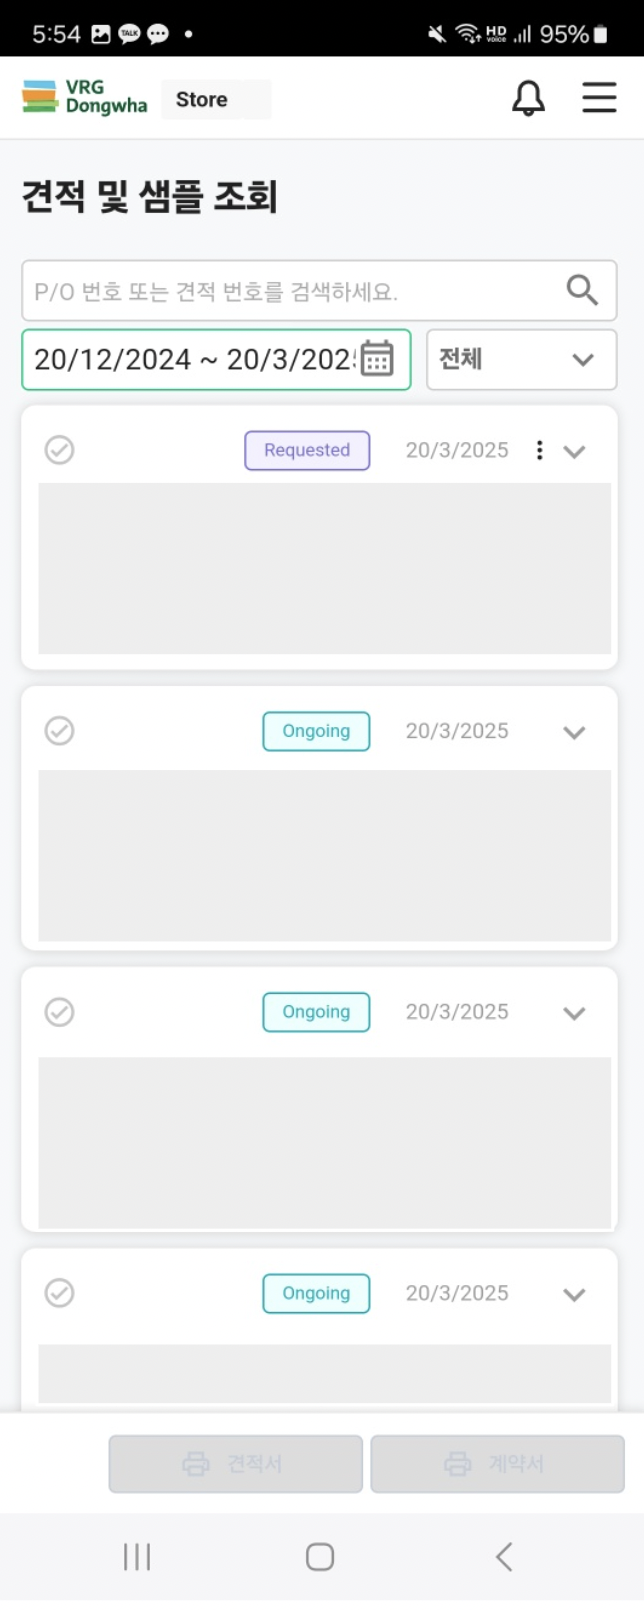 5:54 TALK HD voice 95%
VRG
Dongwha
Store
견적 및 샘플 조회
P/O 번호 또는 견적 번호를 검색하세요.
20/12/2024 ~ 20/3/202 전체
Requested 20/3/2025
Ongoing 20/3/2025
Ongoing 20/3/2025
Ongoing 20/3/2025
견적서 계약서